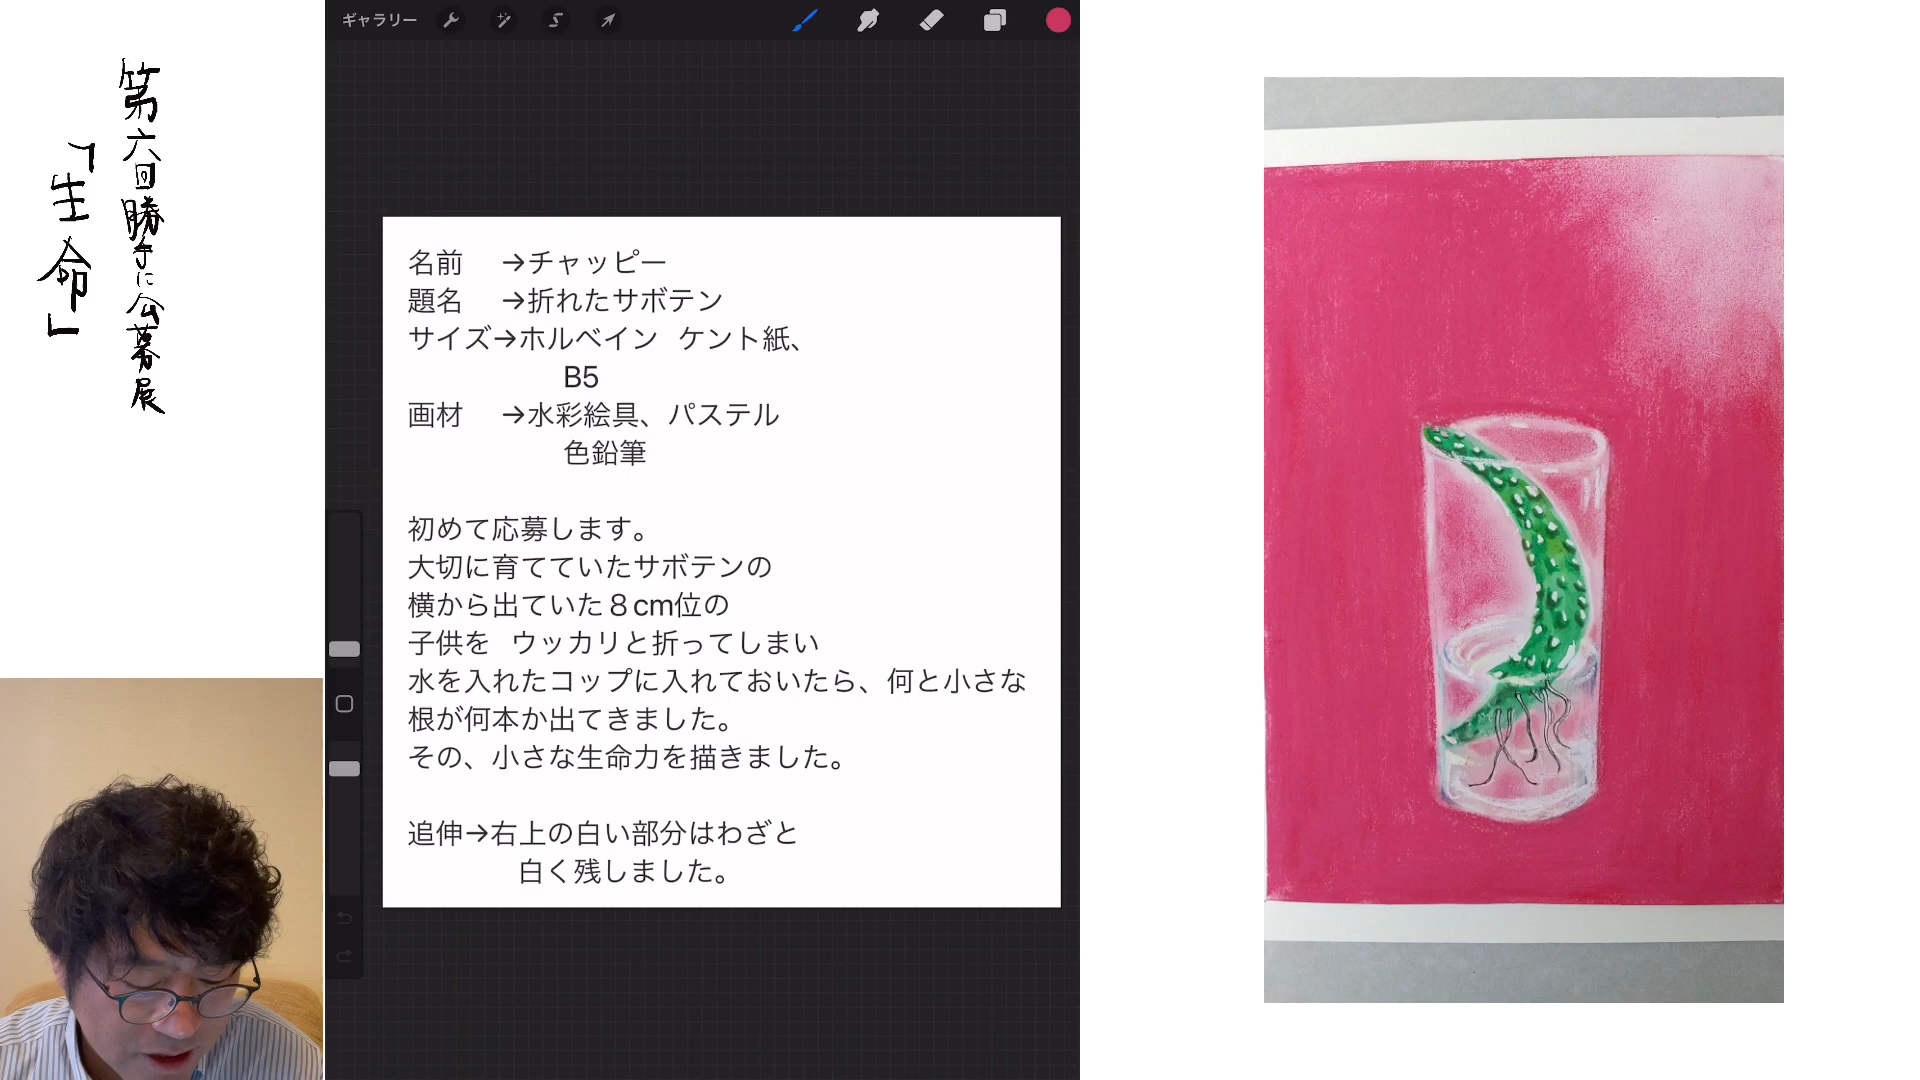 第六回勝手に公募展
「生命」
ギャラリー
名前 →チャッピー
題名 →折れたサボテン
サイズ→ホルベイン ケント紙、
B5
画材 →水彩絵具、パステル
色鉛筆
初めて応募します。
大切に育てていたサボテンの
横から出ていた８cm位の
子供を ウッカリと折ってしまい
水を入れたコップに入れておいたら、何と小さな
根が何本か出てきました。
その、小さな生命力を描きました。
追伸→右上の白い部分はわざと
白く残しました。